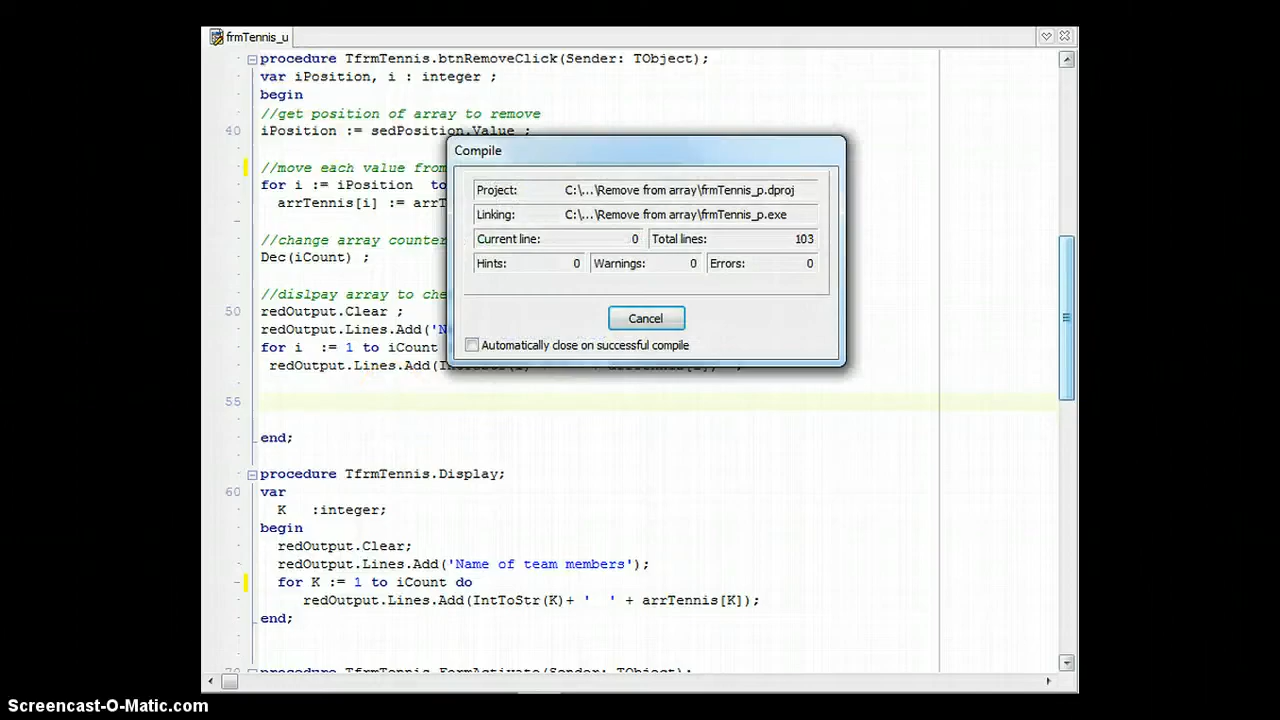 frmTennis_u
procedure TfrmTennis.btnRemoveClick(Sender: TObject);
var iPosition, i : integer ;
begin
//get position of array to remove
40 iPosition := sedPosition.Value ;
//move each value from
for i := iPosition to
arrTennis[i] :=
//change array counter
Dec(iCount) ;
//dislpay array to
50 redOutput.Clear ;
redOutput.Lines.Add('
for i := 1 to iCount
redOutput.Lines.Add(
55
end;
procedure TfrmTennis.Display;
60 var
K :integer;
begin
redOutput.Clear;
redOutput.Lines.Add('Name of team members');
for K := 1 to iCount do
redOutput.Lines.Add(IntToStr(K)+ ' ' + arrTennis[K]);
end;
procedure TfrmTennis.FormActivate(Sender: TObject);
Compile
Project: C:\...\Remove from array\frmTennis_p.dproj
Linking: C:\...\Remove from array\frmTennis_p.exe
Current line: 0 Total lines: 103
Hints: 0 Warnings: 0 Errors: 0
Cancel
Automatically close on successful compile
Screencast-O-Matic.com